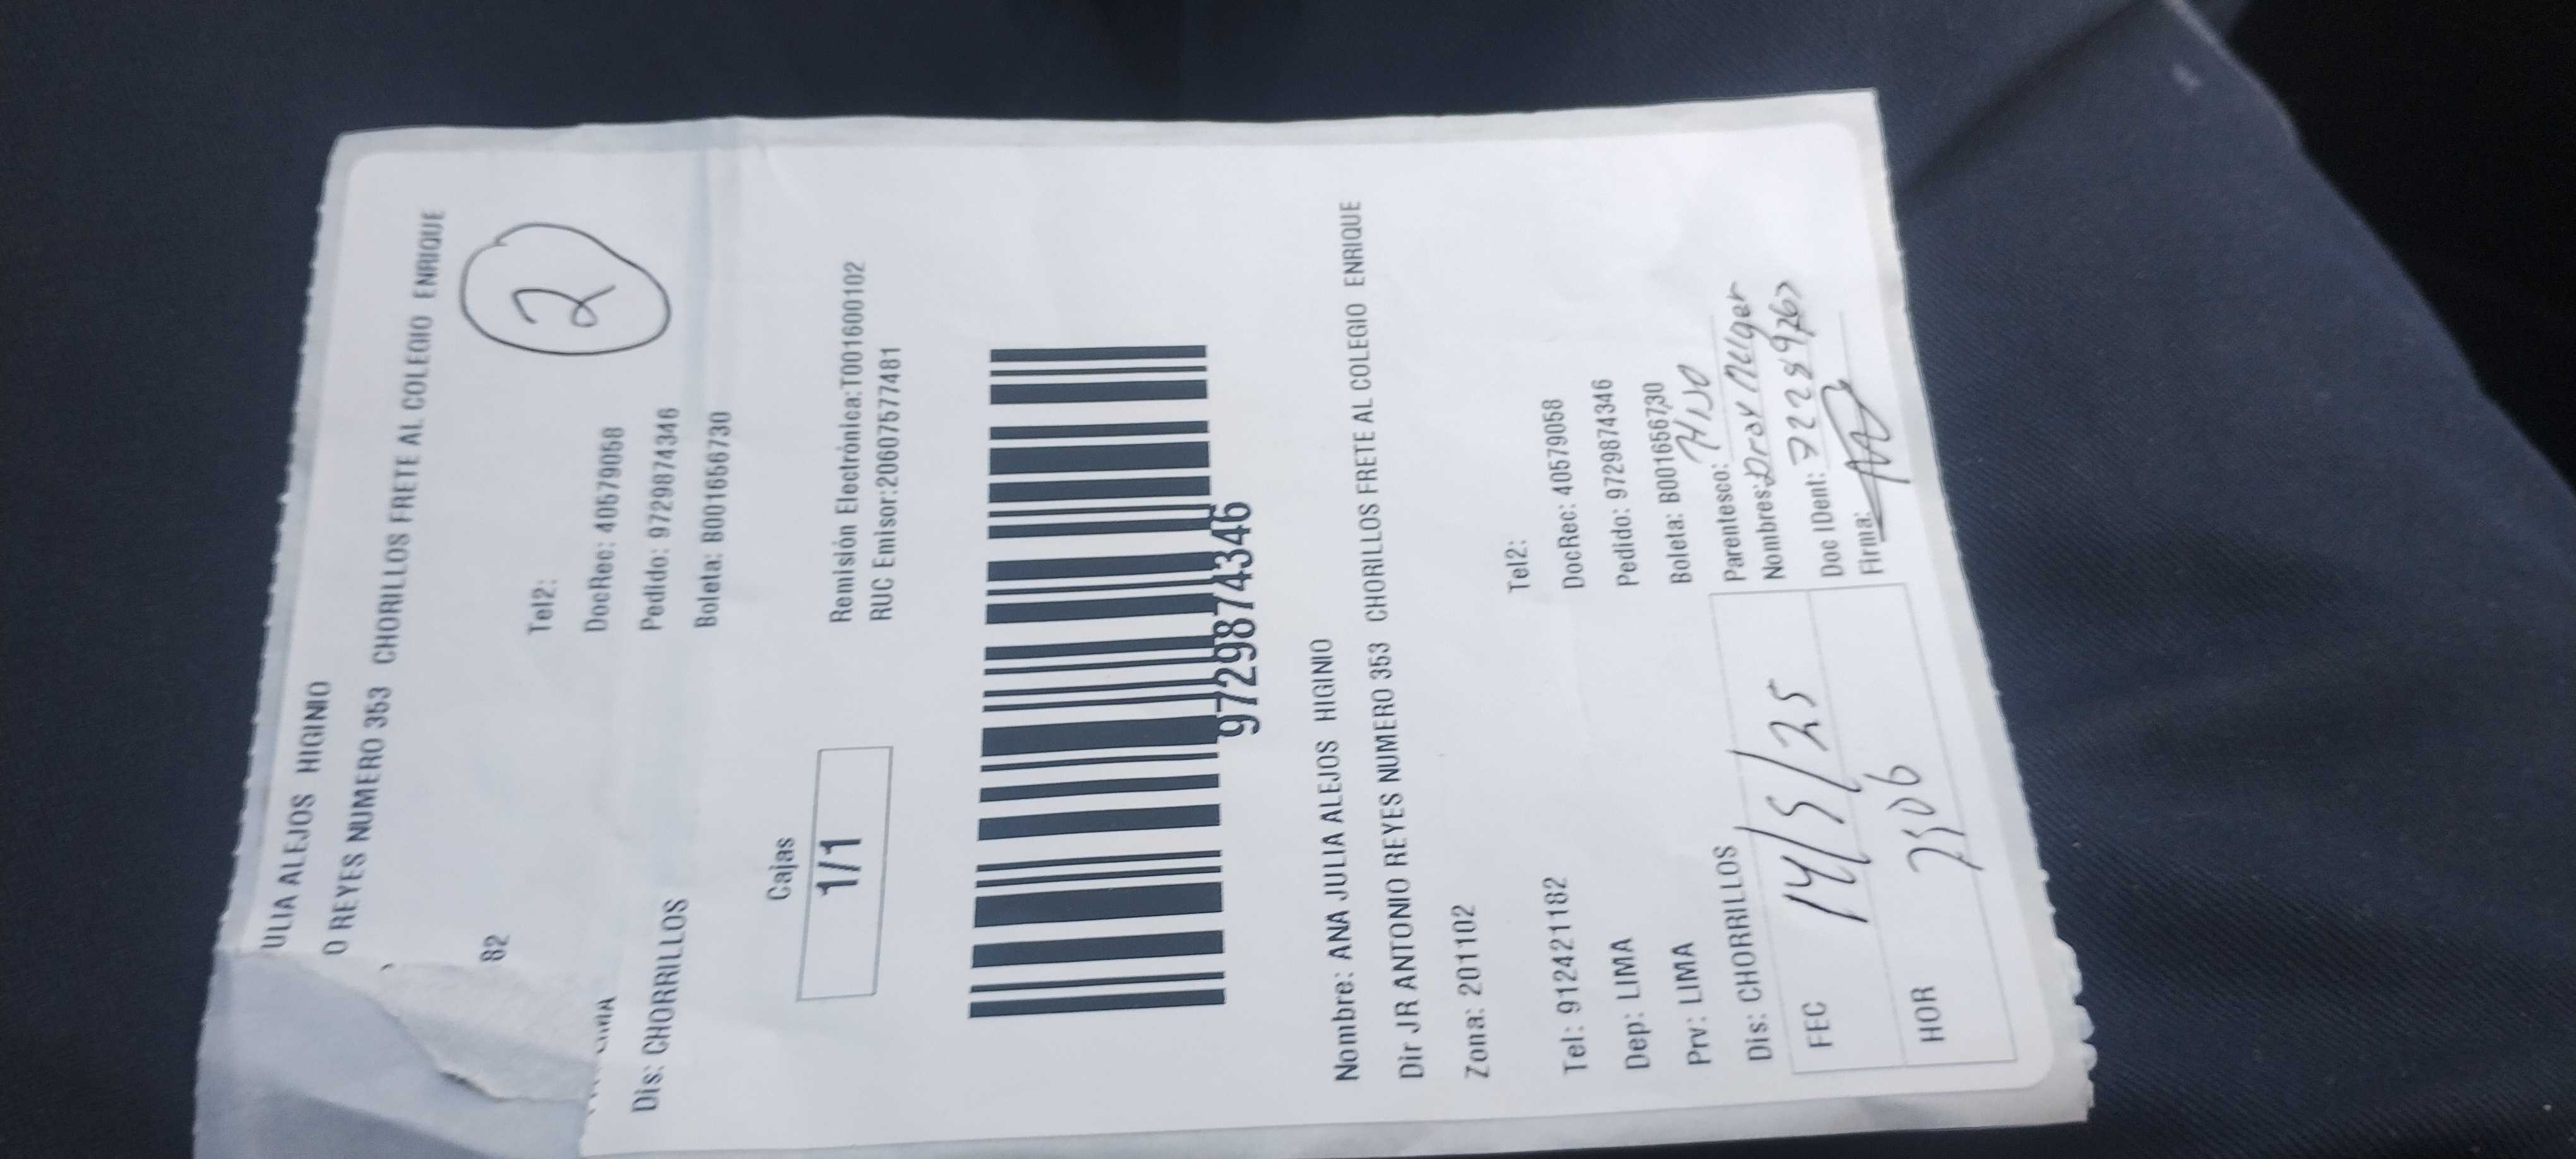 ULIA ALEJOS HIGINIO
O REYES NUMERO 353 CHORILLOS FRETE AL COLEGIO ENRIQUE
82
Tel2:
2
DocRec: 40579058
LIMA
Pedido: 9729874346
Dis: CHORRILLOS
Boleta: B001656730
Cajas
1/1
Remisión Electrónica:T001600102
RUC Emisor:20607577481
9729874346
Nombre: ANA JULIA ALEJOS HIGINIO
Dir JR ANTONIO REYES NUMERO 353 CHORILLOS FRETE AL COLEGIO ENRIQUE
Zona: 201102
Tel: 912421182
Tel2:
Dep: LIMA
DocRec: 40579058
Prv: LIMA
Pedido: 9729874346
Dis: CHORRILLOS
Boleta: B001656730
Parentesco: HIJO
Nombres: Melger
Doc IDent:
Firma:
FEC 14/5/25
HOR